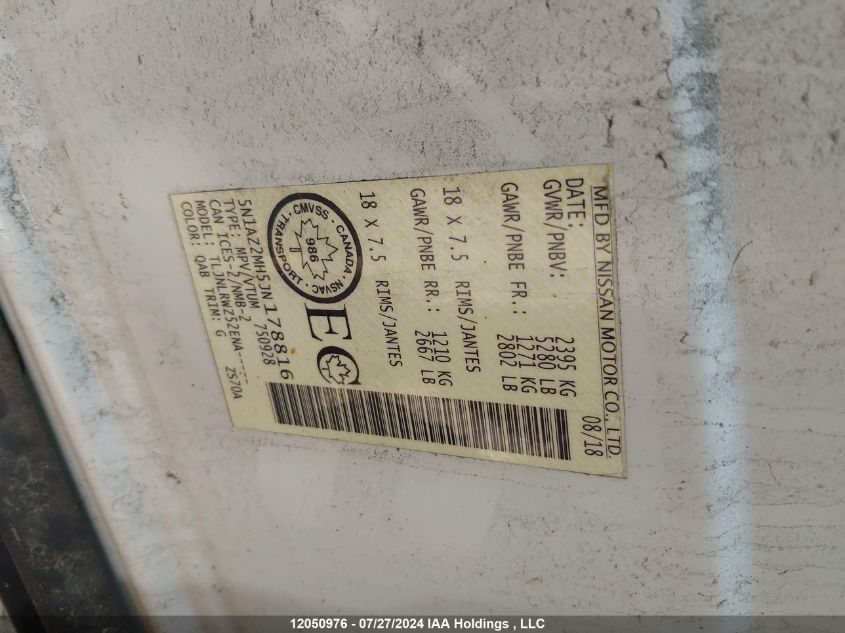 MFD BY NISSAN MOTOR CO., LTD.
DATE: 08/18
GVWR/PNBV: 2395 KG
5280 LB
GAWR/PNBE FR.: 1271 KG
2802 LB
18 X 7.5 RIMS/JANTES
GAWR/PNBE RR.: 1210 KG
2667 LB
18 X 7.5 RIMS/JANTES
CMVSS · CANADA · NSVAC · TRANSPORT
986
EC
5N1AZ2MH5JN178816
TYPE: MPV/VTUM 750928
CAN ICES-2/NMB-2
MODEL: TLJNLRWZ52ENA-----
COLOR: QAB TRIM: G ZS70A
12050976 - 07/27/2024 IAA Holdings , LLC